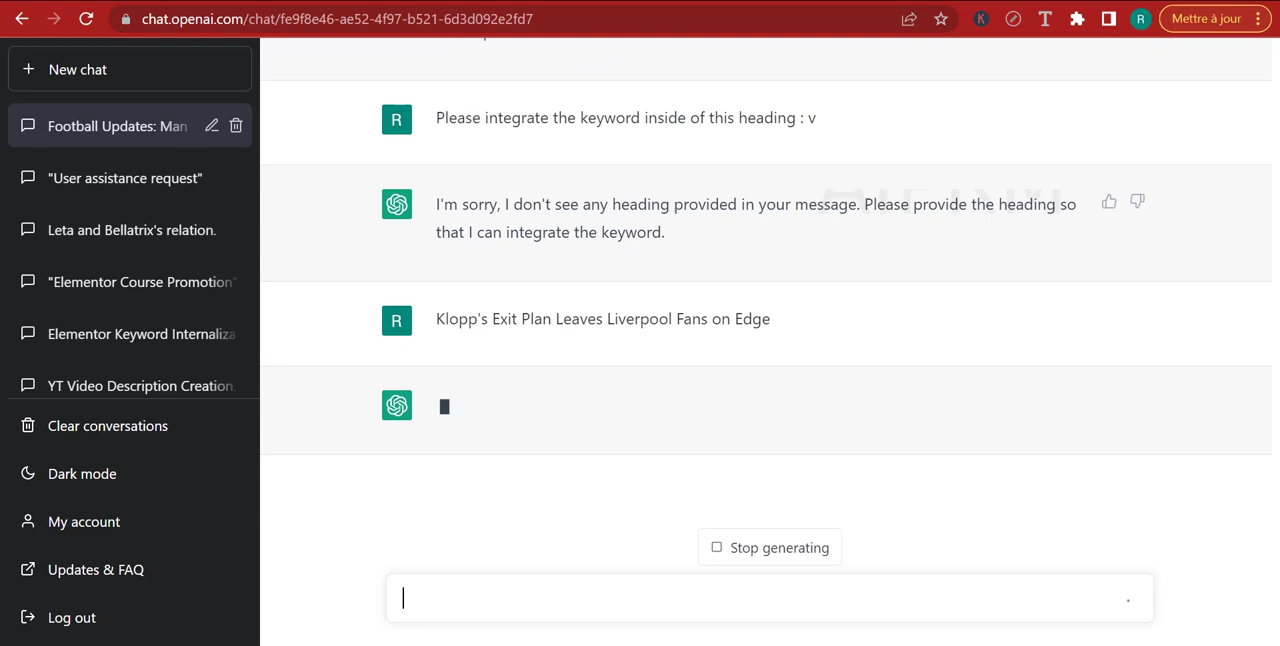 chat.openai.com/chat/fe9f8e46-ae52-4f97-b521-6d3d092e2fd7
K
T
R
Mettre à jour
New chat
Football Updates: Man
"User assistance request"
Leta and Bellatrix's relation.
"Elementor Course Promotion"
Elementor Keyword Internaliza
YT Video Description Creation.
Clear conversations
Dark mode
My account
Updates & FAQ
Log out
R
Please integrate the keyword inside of this heading : v
I'm sorry, I don't see any heading provided in your message. Please provide the heading so
that I can integrate the keyword.
R
Klopp's Exit Plan Leaves Liverpool Fans on Edge
Stop generating